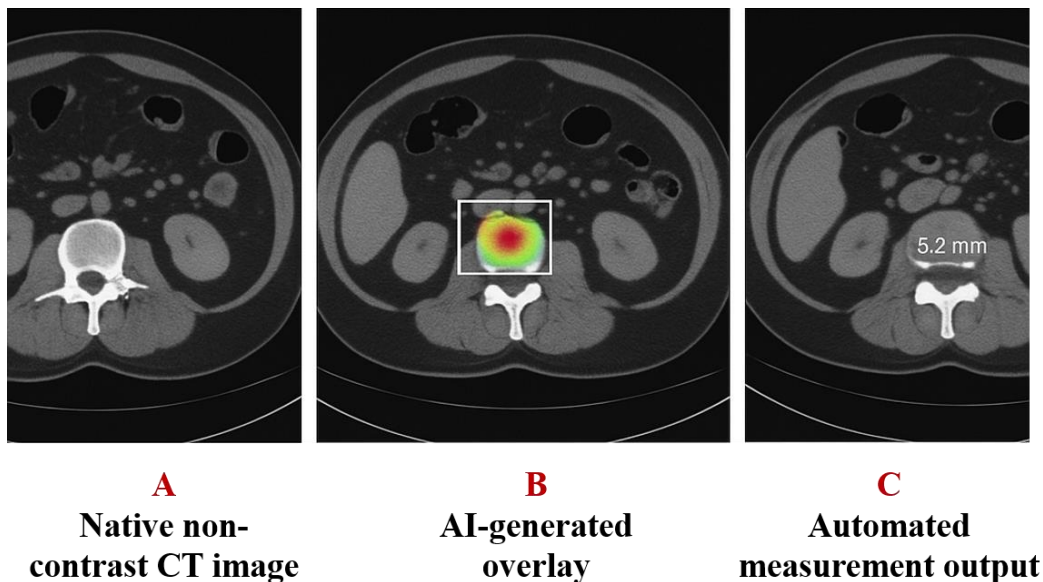 5.2 mm
A
Native non-
contrast CT image
B
AI-generated
overlay
C
Automated
measurement output